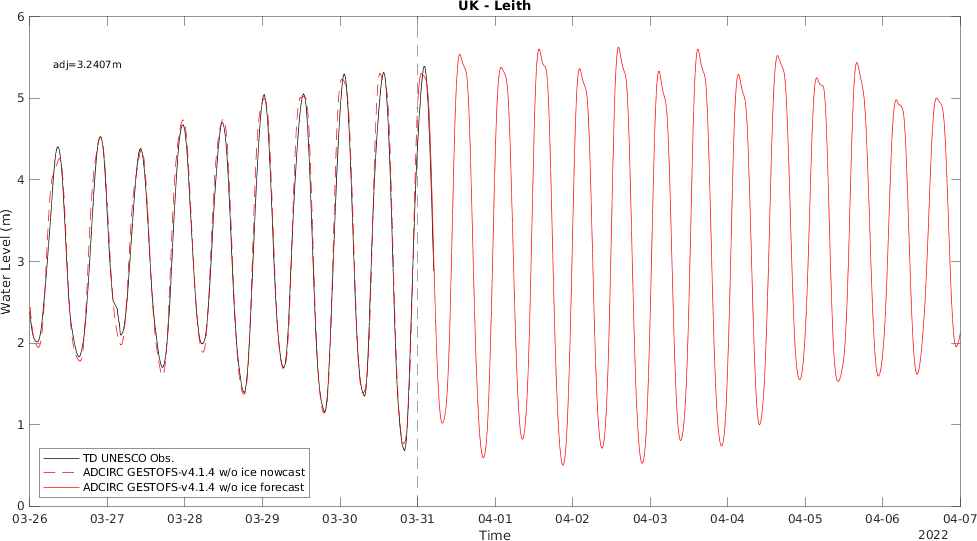 UK - Leith
adj=3.2407m
6
5
4
3
2
1
0
Water Level (m)
TD UNESCO Obs.
ADCIRC GESTOFS-v4.1.4 w/o ice nowcast
ADCIRC GESTOFS-v4.1.4 w/o ice forecast
03-26 03-27 03-28 03-29 03-30 03-31 04-01 04-02 04-03 04-04 04-05 04-06 04-07
Time
2022